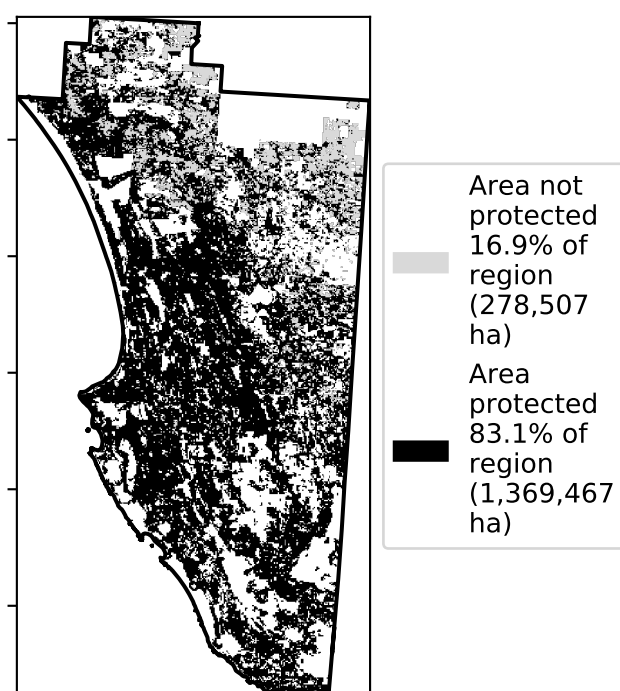 Area not
protected
16.9% of
region
(278,507
ha)
Area
protected
83.1% of
region
(1,369,467
ha)